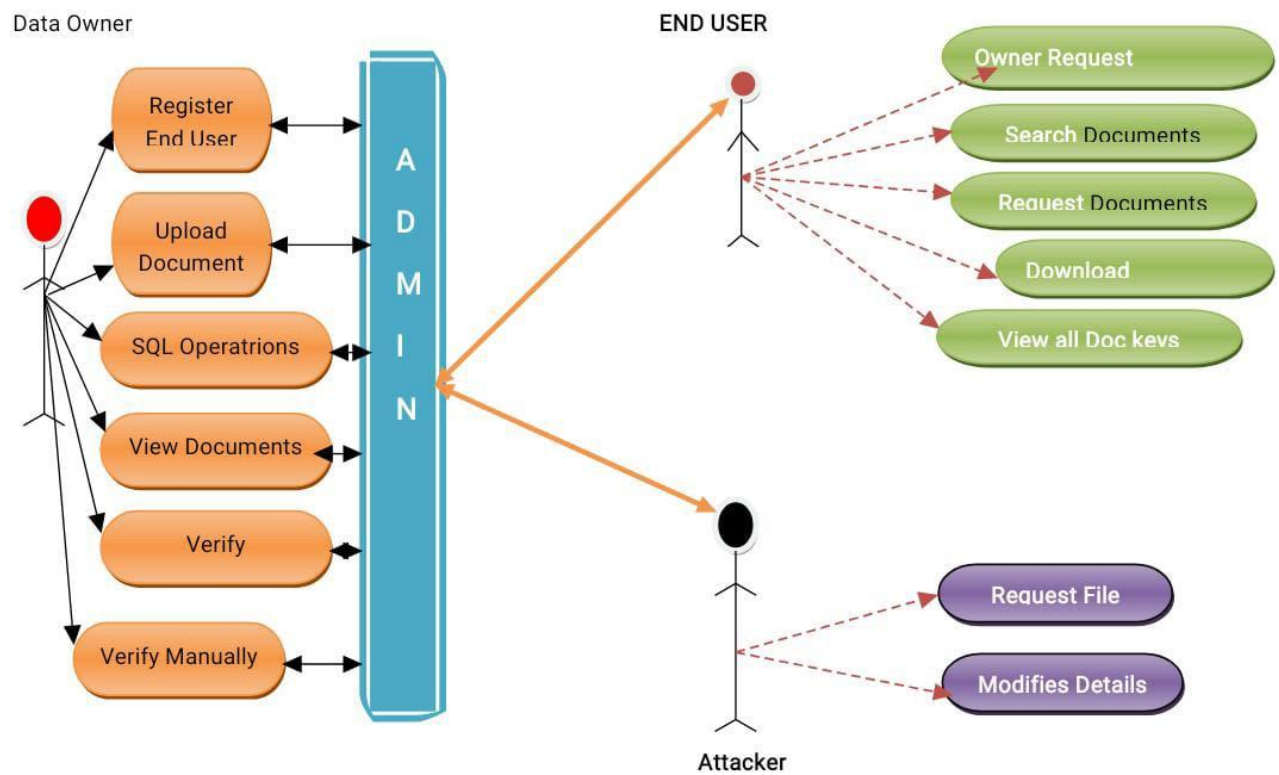 Data Owner
END USER
Register
End User
Upload
Document
SQL Operatrions
View Documents
Verify
Verify Manually
A
D
M
I
N
Owner Request
Search Documents
Request Documents
Download
View all Doc keys
Request File
Modifies Details
Attacker